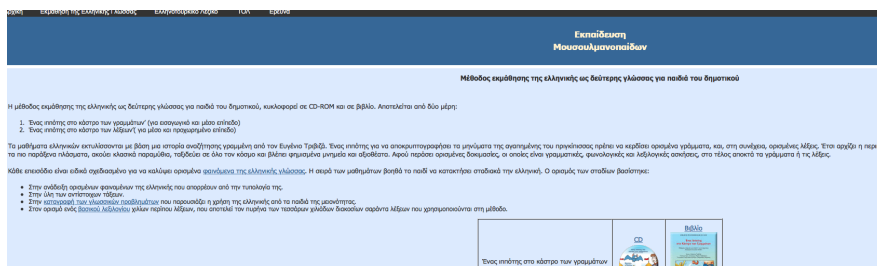 Αρχική Εκμάθηση της Ελληνικής Γλώσσας Ελληνοτουρκικό Λεξικό ΤΟΛ Έρευνα
Εκπαίδευση
Μουσουλμανοπαίδων
Μέθοδος εκμάθησης της ελληνικής ως δεύτερης γλώσσας για παιδιά του δημοτικού
Η μέθοδος εκμάθησης της ελληνικής ως δεύτερης γλώσσας για παιδιά του δημοτικού, κυκλοφορεί σε CD-ROM και σε βιβλίο. Αποτελείται από δύο μέρη:
1. Ένας ιππότης στο κάστρο των γραμμάτων' (για εισαγωγικό και μέσο επίπεδο)
2. Ένας ιππότης στο κάστρο των λέξεων'( για μέσο και προχωρημένο επίπεδο)
Τα μαθήματα ελληνικών εκτυλίσσονται με βάση μια ιστορία αναζήτησης γραμμένη από τον Ευγένιο Τριβιζά. Ένας ιππότης για να αποκρυπτογραφήσει τα μηνύματα της αγαπημένης του πριγκίπισσας πρέπει να κερδίσει ορισμένα γράμματα, και, στη συνέχεια, ορισμένες λέξεις. Έτσι αρχίζει η
τα πιο παράξενα πλάσματα, ακούει κλασικά παραμύθια, ταξιδεύει σε όλο τον κόσμο και βλέπει φημισμένα μνημεία και αξιοθέατα. Αφού περάσει ορισμένες δοκιμασίες, οι οποίες είναι γραμματικές, φωνολογικές και λεξιλογικές ασκήσεις, στο τέλος αποκτά τα γράμματα ή τις λέξεις.
Κάθε επεισόδιο είναι ειδικά σχεδιασμένο για να καλύψει ορισμένα φαινόμενα της ελληνικής γλώσσας. Η σειρά των μαθημάτων βοηθά το παιδί να κατακτήσει σταδιακά την ελληνική. Ο ορισμός των σταδίων βασίστηκε:
• Στην ανάδειξη ορισμένων φαινομένων της ελληνικής που απορρέουν από την τυπολογία της.
• Στην ύλη των αντίστοιχων τάξεων.
• Στην καταγραφή των γλωσσικών προβλημάτων που παρουσιάζει η χρήση της ελληνικής από τα παιδιά της μειονότητας.
• Στον ορισμό ενός βασικού λεξιλογίου χιλίων περίπου λέξεων, που αποτελεί τον πυρήνα των τεσσάρων χιλιάδων διακοσίων σαράντα λέξεων που χρησιμοποιούνται στη μέθοδο.
CD Βιβλίο
Ένας ιππότης στο κάστρο των γραμμάτων